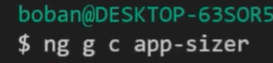 boban@DESKTOP-63SOR5
$ ng g c app-sizer